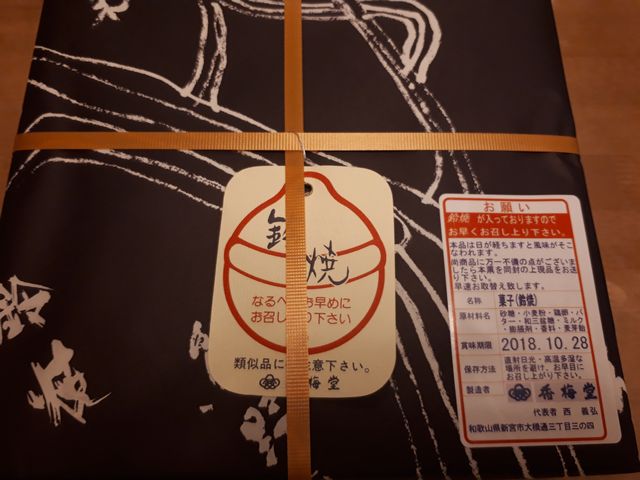 鈴焼
なるべ お早めに
お召し り下さい
類似品に 意下さい。
香梅堂
お願い
鈴焼 が入っておりますので
お早くお召し上り下さい。
本品は日が経ちますと風味がそこ
なわれます。
尚商品に万一不備の点がございま
したら本票を同封の上現品をお送
り下さい。
早速お取替え致します。
名称 菓子(鈴焼)
原材料名 砂糖・小麦粉・鶏卵・バ
ター・和三盆糖・ミルク
・膨脹剤・香料・麦芽飴
賞味期限 2018.10.28
保存方法 直射日光・高温多湿な
場所を避け、お早目に
お召し上がり下さい。
製造者 香梅堂
代表者 西 義弘
和歌山県新宮市大橋通三丁目三の四
鈴
焼